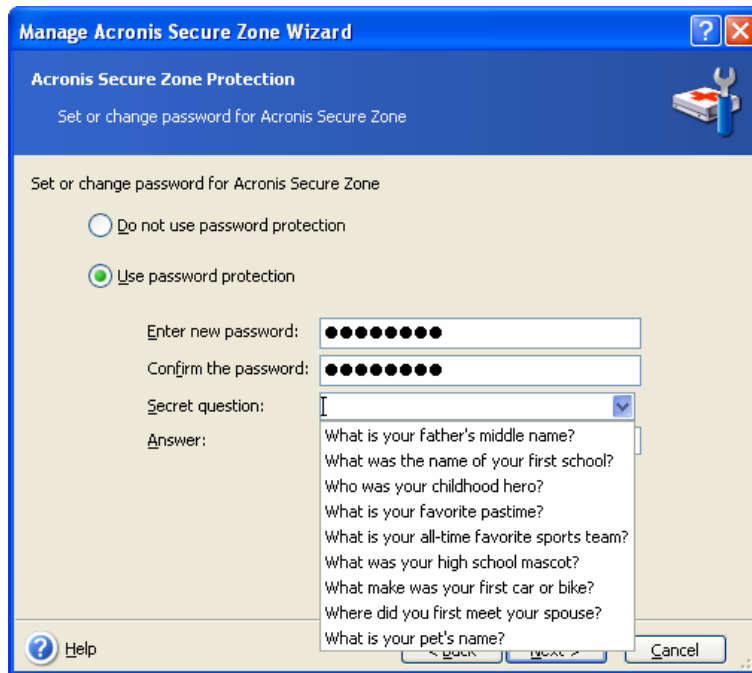 Manage Acronis Secure Zone Wizard
Acronis Secure Zone Protection
Set or change password for Acronis Secure Zone
Set or change password for Acronis Secure Zone
Do not use password protection
Use password protection
Enter new password: ●●●●●●●●
Confirm the password: ●●●●●●●●
Secret question:
Answer:
What is your father's middle name?
What was the name of your first school?
Who was your childhood hero?
What is your favorite pastime?
What is your all-time favorite sports team?
What was your high school mascot?
What make was your first car or bike?
Where did you first meet your spouse?
What is your pet's name?
Help
< Back
Next >
Cancel